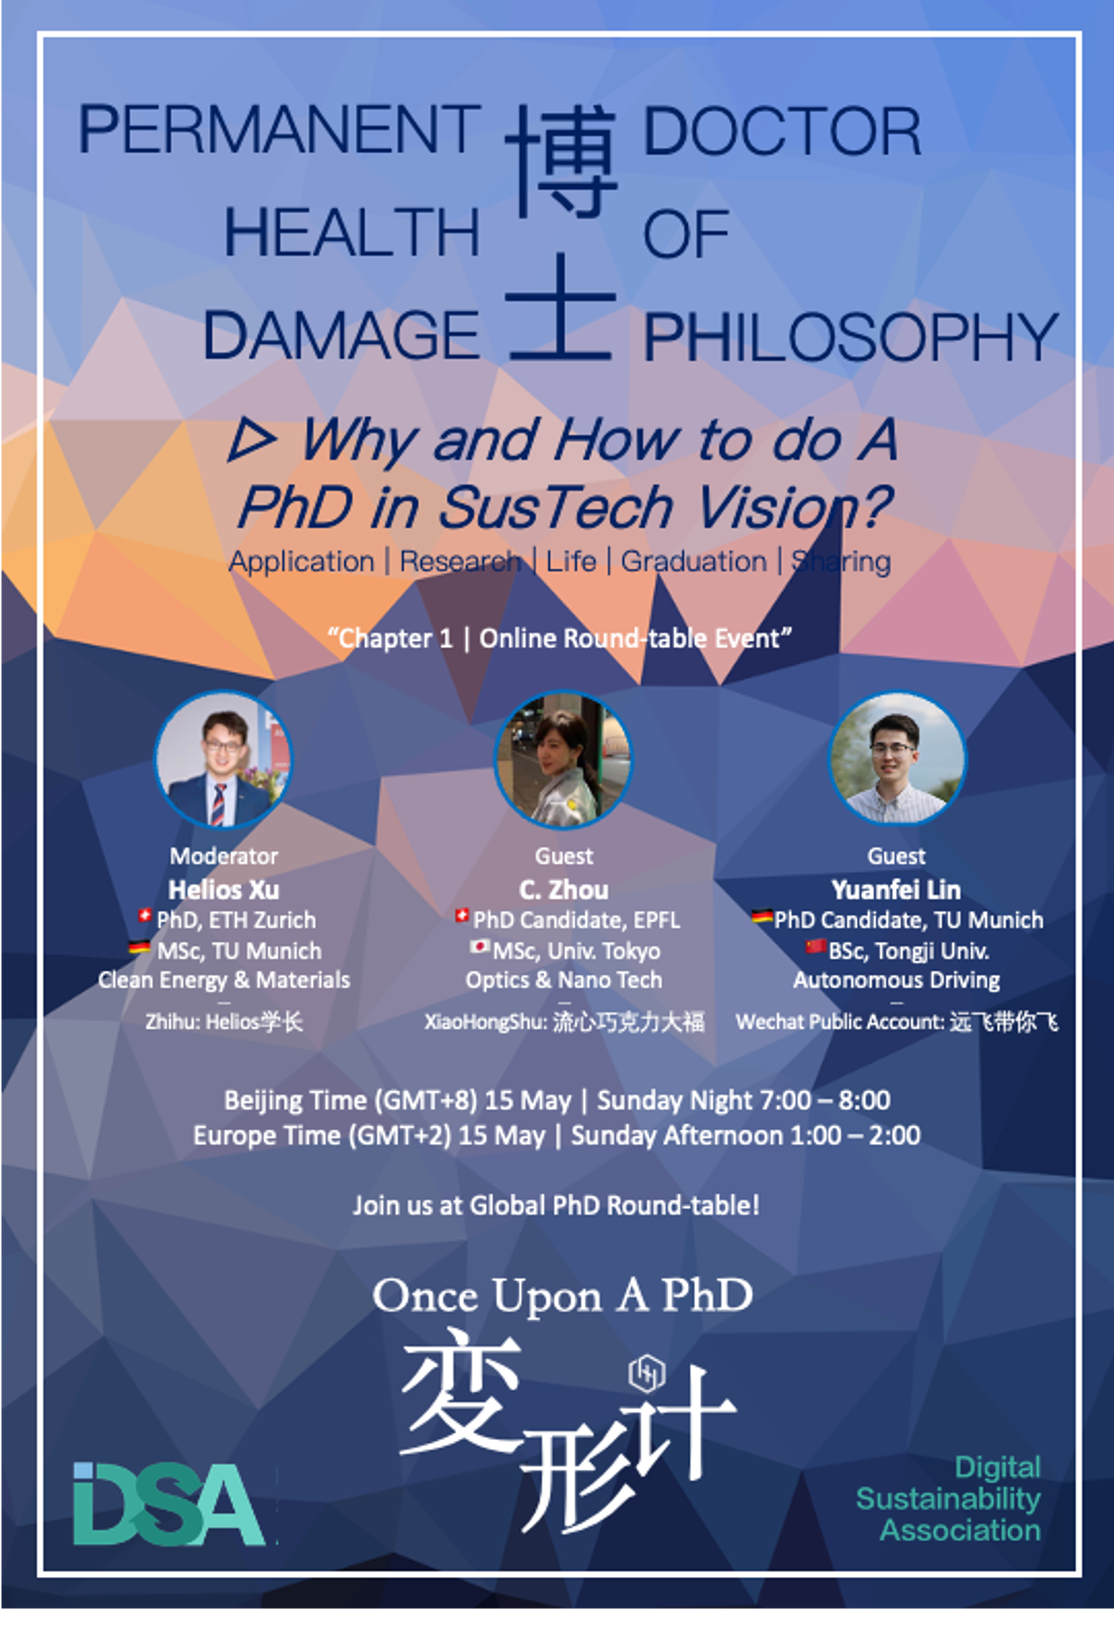 PERMANENT 博 DOCTOR
HEALTH OF
DAMAGE 士 PHILOSOPHY
▷ Why and How to do A
PhD in SusTech Vision?
Application | Research | Life | Graduation | Sharing
“Chapter 1 | Online Round-table Event”
Moderator
Helios Xu
PhD, ETH Zurich
MSc, TU Munich
Clean Energy & Materials
—
Zhihu: Helios学长
Guest
C. Zhou
PhD Candidate, EPFL
MSc, Univ. Tokyo
Optics & Nano Tech
—
XiaoHongShu: 流心巧克力大福
Guest
Yuanfei Lin
PhD Candidate, TU Munich
BSc, Tongji Univ.
Autonomous Driving
—
Wechat Public Account: 远飞带你飞
Beijing Time (GMT+8) 15 May | Sunday Night 7:00 – 8:00
Europe Time (GMT+2) 15 May | Sunday Afternoon 1:00 – 2:00
Join us at Global PhD Round-table!
Once Upon A PhD
变形计
iDSA
Digital
Sustainability
Association